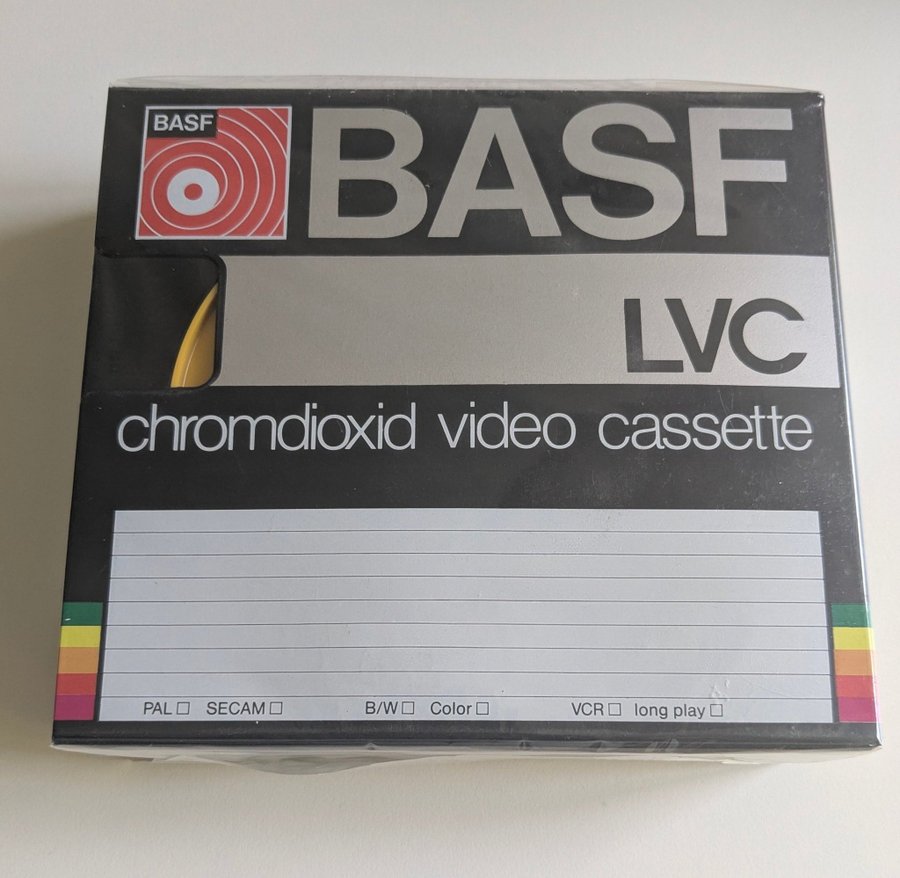 BASF
BASF
LVC
chromdioxid video cassette
PAL☐ SECAM☐ B/W☐ Color☐ VCR☐ long play☐